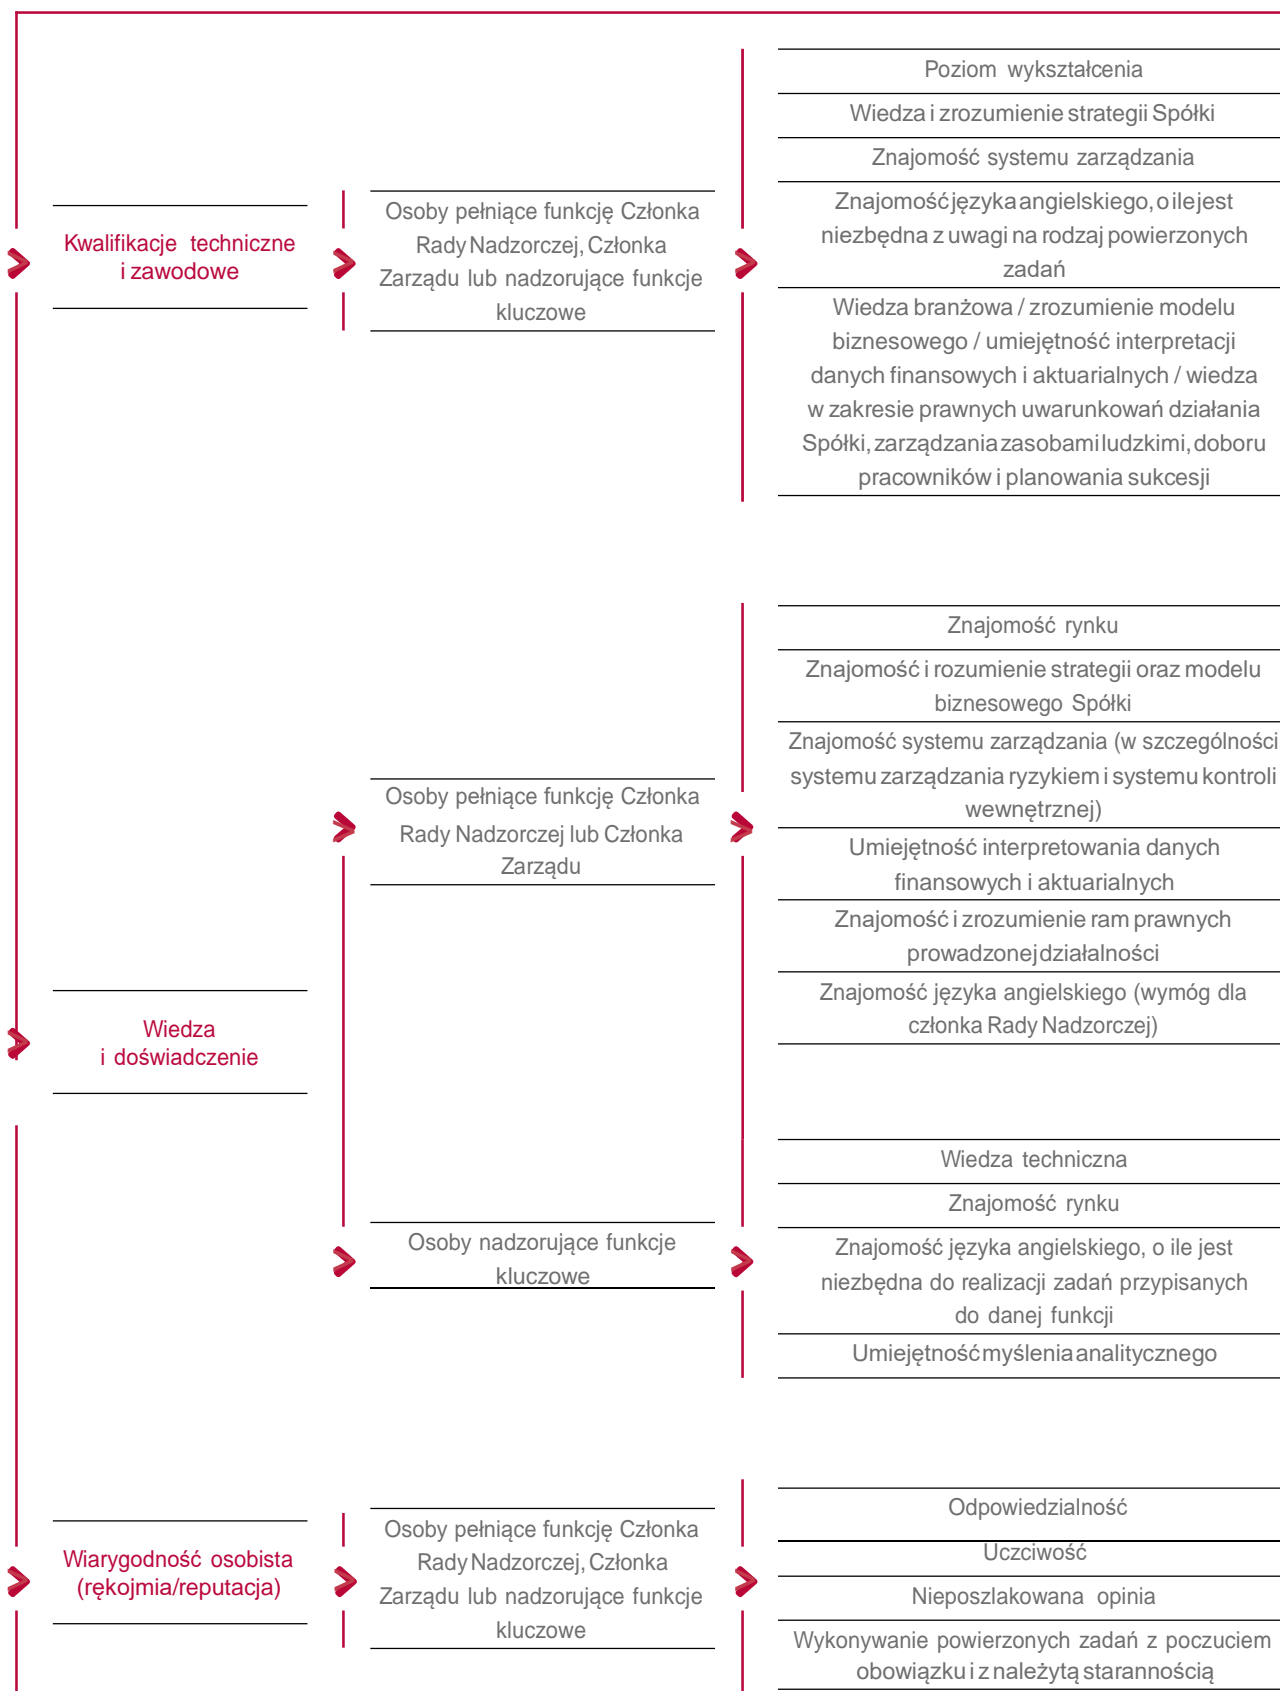 Kwalifikacje techniczne
i zawodowe
Osoby pełniące funkcję Członka
Rady Nadzorczej, Członka
Zarządu lub nadzorujące funkcje
kluczowe
Poziom wykształcenia
Wiedza i zrozumienie strategii Spółki
Znajomość systemu zarządzania
Znajomość języka angielskiego, o ile jest
niezbędna z uwagi na rodzaj powierzonych
zadań
Wiedza branżowa / zrozumienie modelu
biznesowego / umiejętność interpretacji
danych finansowych i aktuarialnych / wiedza
w zakresie prawnych uwarunkowań działania
Spółki, zarządzania zasobami ludzkimi, doboru
pracowników i planowania sukcesji
Wiedza
i doświadczenie
Osoby pełniące funkcję Członka
Rady Nadzorczej lub Członka
Zarządu
Znajomość rynku
Znajomość i rozumienie strategii oraz modelu
biznesowego Spółki
Znajomość systemu zarządzania (w szczególności
systemu zarządzania ryzykiem i systemu kontroli
wewnętrznej)
Umiejętność interpretowania danych
finansowych i aktuarialnych
Znajomość i zrozumienie ram prawnych
prowadzonej działalności
Znajomość języka angielskiego (wymóg dla
członka Rady Nadzorczej)
Osoby nadzorujące funkcje
kluczowe
Wiedza techniczna
Znajomość rynku
Znajomość języka angielskiego, o ile jest
niezbędna do realizacji zadań przypisanych
do danej funkcji
Umiejętność myślenia analitycznego
Wiarygodność osobista
(rękojmia/reputacja)
Osoby pełniące funkcję Członka
Rady Nadzorczej, Członka
Zarządu lub nadzorujące funkcje
kluczowe
Odpowiedzialność
Uczciwość
Nieposzlakowana opinia
Wykonywanie powierzonych zadań z poczuciem
obowiązku i z należytą starannością